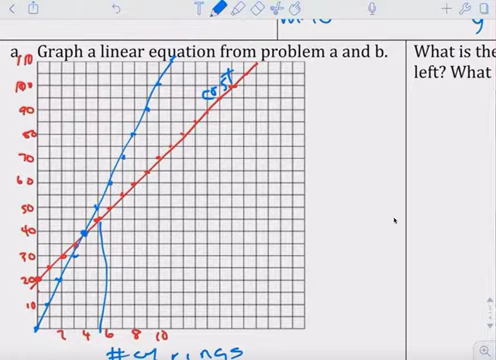 a. Graph a linear equation from problem a and b.
What is the
left? What
y
110
100
90
80
70
60
50
40
30
20
10
cost
2 4 6 8 10
# of rings